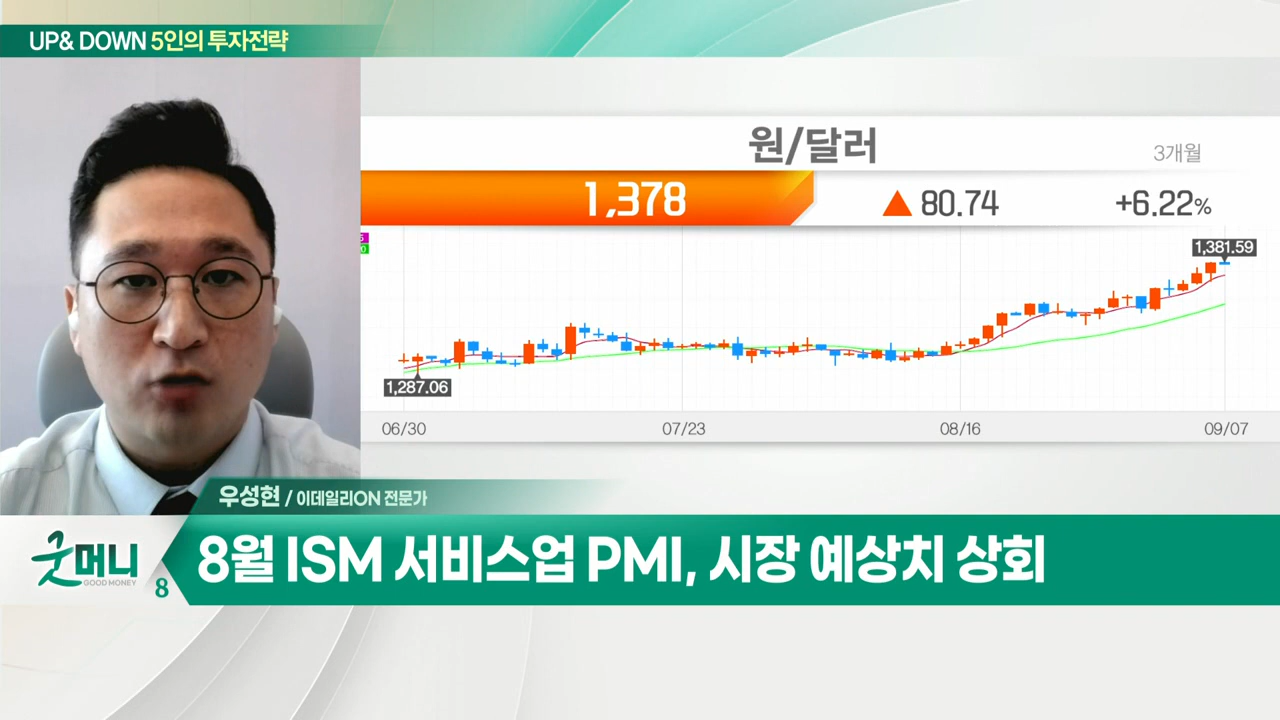 UP& DOWN 5인의 투자전략
원/달러
3개월
1,378
▲ 80.74
+6.22%
1,381.59
1,287.06
06/30
07/23
08/16
09/07
우성현 / 이데일리ON 전문가
굿머니
GOOD MONEY
8
8월 ISM 서비스업 PMI, 시장 예상치 상회